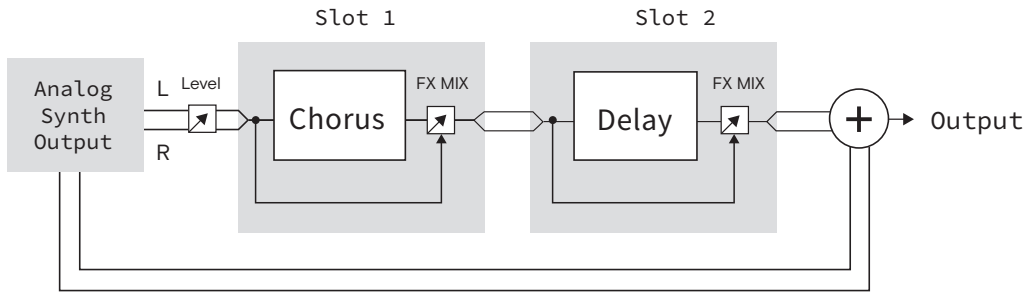 Slot 1
Slot 2
Analog
Synth
Output
L
Level
R
Chorus
FX MIX
Delay
FX MIX
+
Output